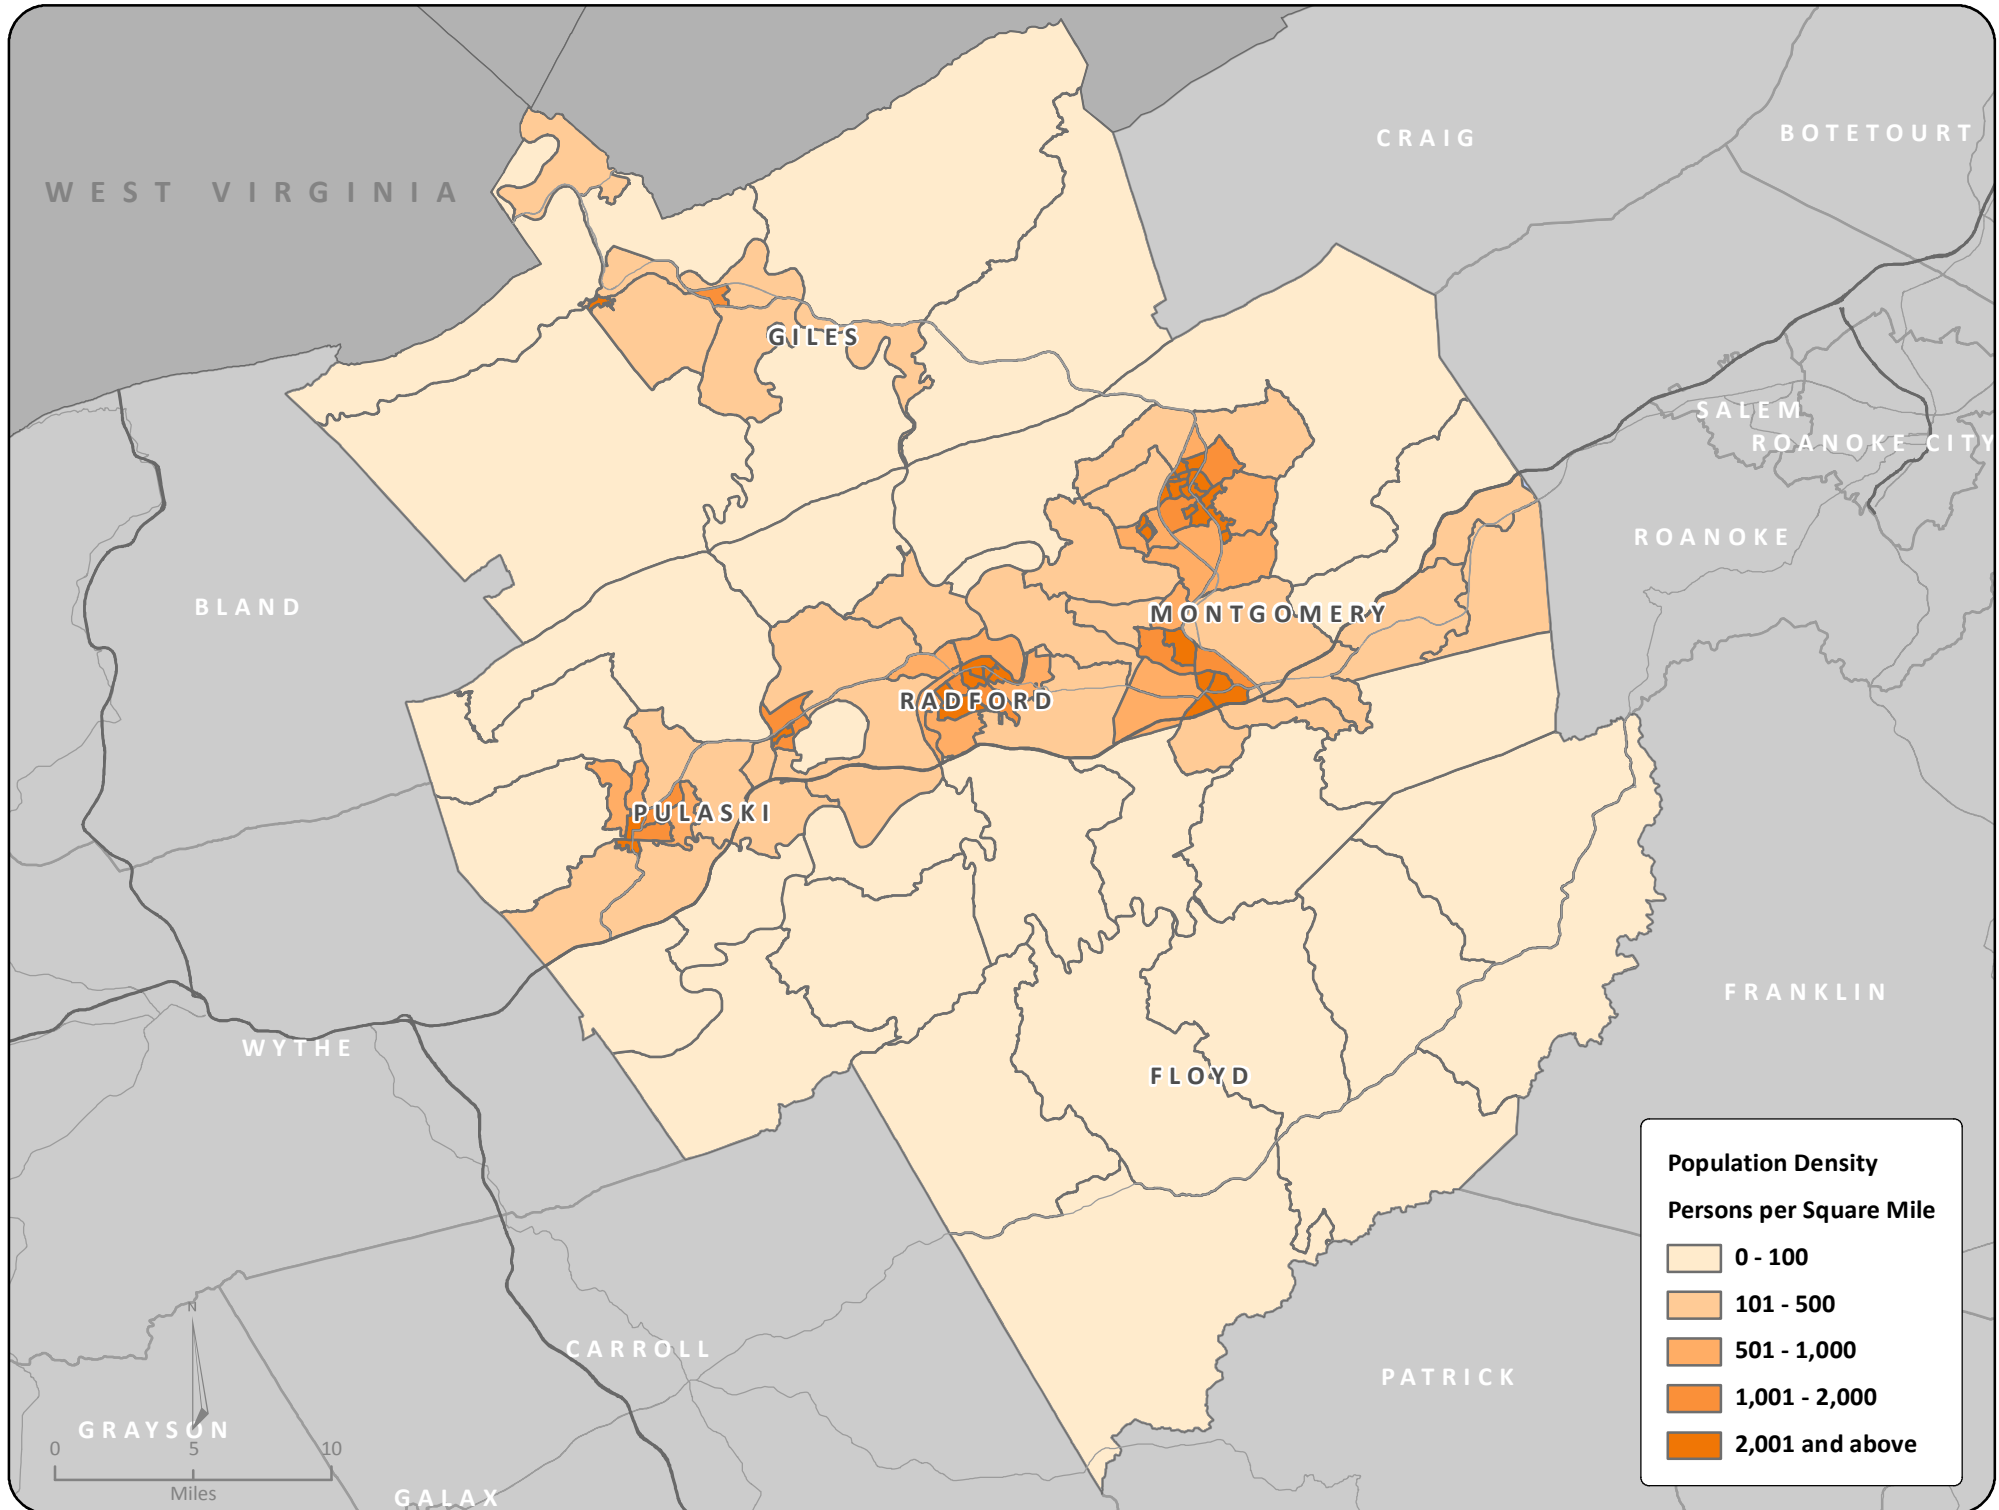 CRAIG
BOTETOURT
WEST VIRGINIA
GILES
SALEM
ROANOKE CITY
ROANOKE
BLAND
MONTGOMERY
RADFORD
PULASKI
FRANKLIN
WYTHE
FLOYD
Population Density
Persons per Square Mile
0 - 100
101 - 500
501 - 1,000
1,001 - 2,000
2,001 and above
N
CARROLL
PATRICK
GRAYSON
0 5 10
Miles
GALAX